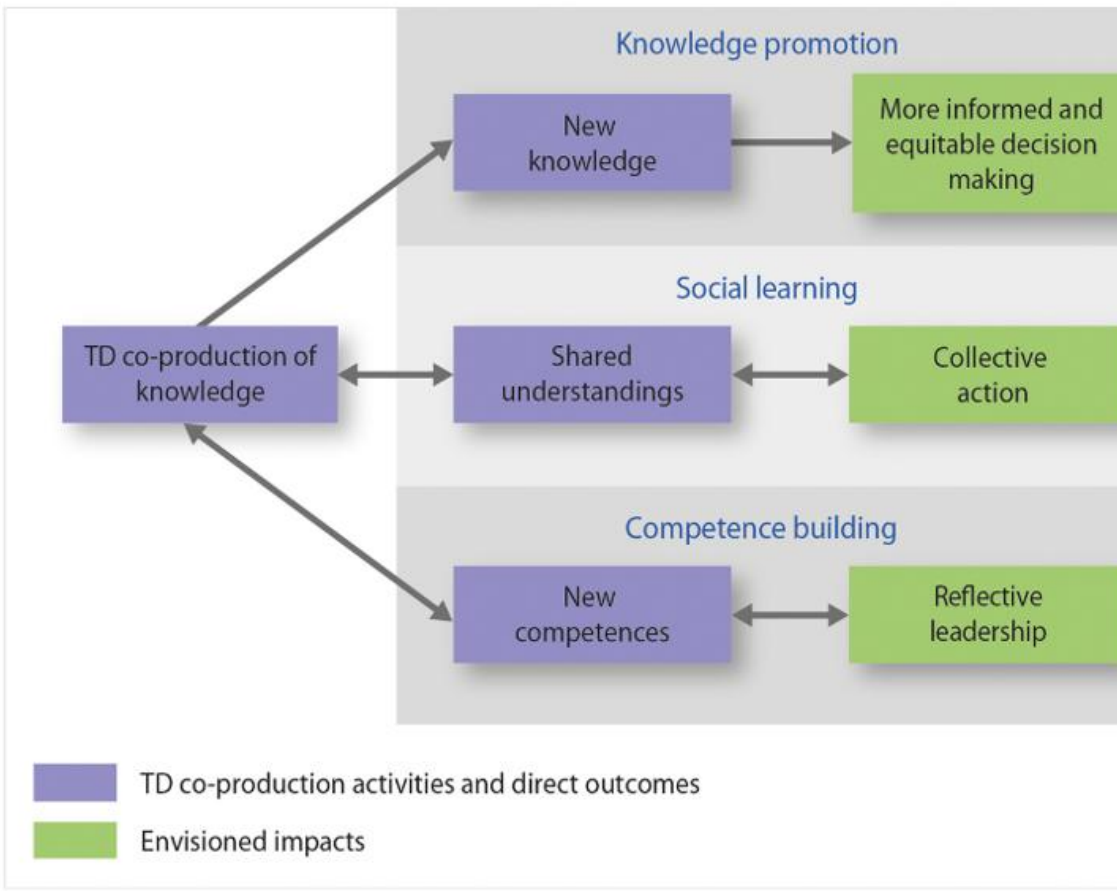 Knowledge promotion
New
knowledge
More informed and
equitable decision
making
Social learning
TD co-production of
knowledge
Shared
understandings
Collective
action
Competence building
New
competences
Reflective
leadership
TD co-production activities and direct outcomes
Envisioned impacts